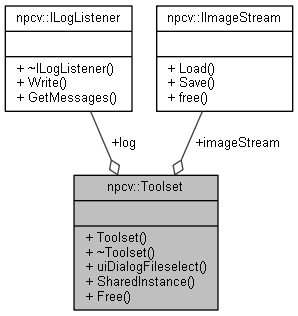 npcv::ILogListener
+ ~ILogListener()
+ Write()
+ GetMessages()
npcv::IImageStream
+ Load()
+ Save()
+ free()
+log
+imageStream
npcv::Toolset
+ Toolset()
+ ~Toolset()
+ uiDialogFileselect()
+ SharedInstance()
+ Free()